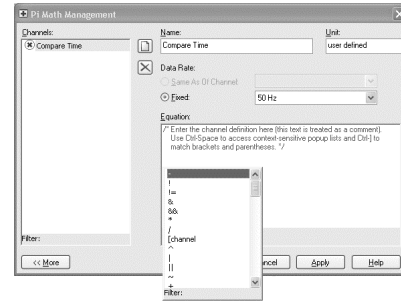 Pi Math Management
Channels:
Compare Time
Filter:
<< More
Name:
Compare Time
Unit:
user defined
Data Rate:
Same As Of Channel:
Fixed:
50 Hz
Equation:
/* Enter the channel definition here (this text is treated as a comment).
Use Ctrl-Space to access context-sensitive popup lists and Ctrl-] to
match brackets and parentheses. */
-
!
!=
&
&&
*
/
[channel
^
|
||
~
+
Filter:
ncel
Apply
Help